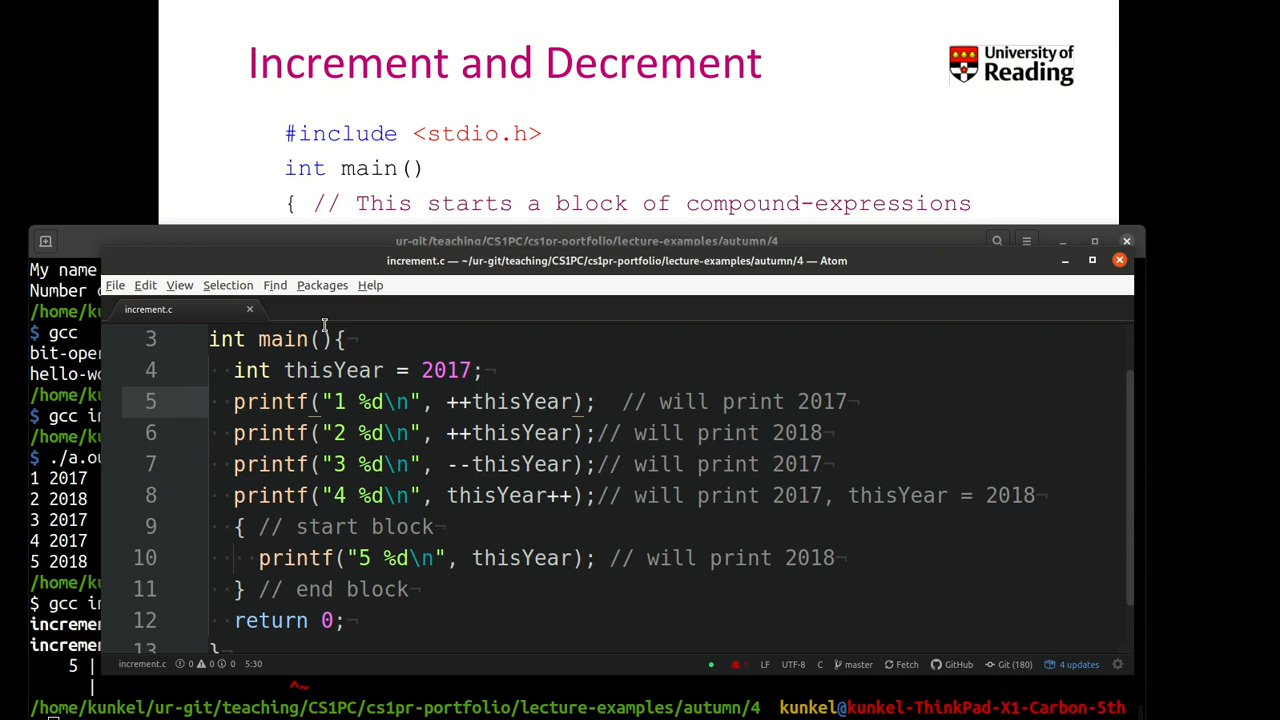 Increment and Decrement
University of
Reading
#include <stdio.h>
int main()
{ // This starts a block of compound-expressions
ur-git/teaching/CS1PC/cs1pr-portfolio/lecture-examples/autumn/4
increment.c — ~/ur-git/teaching/CS1PC/cs1pr-portfolio/lecture-examples/autumn/4 — Atom
File Edit View Selection Find Packages Help
increment.c
3 int main(){
4 int thisYear = 2017;
5 printf("1 %d\n", ++thisYear); // will print 2017
6 printf("2 %d\n", ++thisYear);// will print 2018
7 printf("3 %d\n", --thisYear);// will print 2017
8 printf("4 %d\n", thisYear++);// will print 2017, thisYear = 2018
9 { // start block
10 printf("5 %d\n", thisYear); // will print 2018
11 } // end block
12 return 0;
13 }
increment.c 0 0 0 5:30 1 LF UTF-8 C master Fetch GitHub Git (180) 4 updates
My name
Number
$ gcc
$ gcc
$
1 2017
2 2018
3 2017
4 2017
5 2018
$ gcc
5 |
|
^~
/home/kunkel/ur-git/teaching/CS1PC/cs1pr-portfolio/lecture-examples/autumn/4 kunkel@kunkel-ThinkPad-X1-Carbon-5th